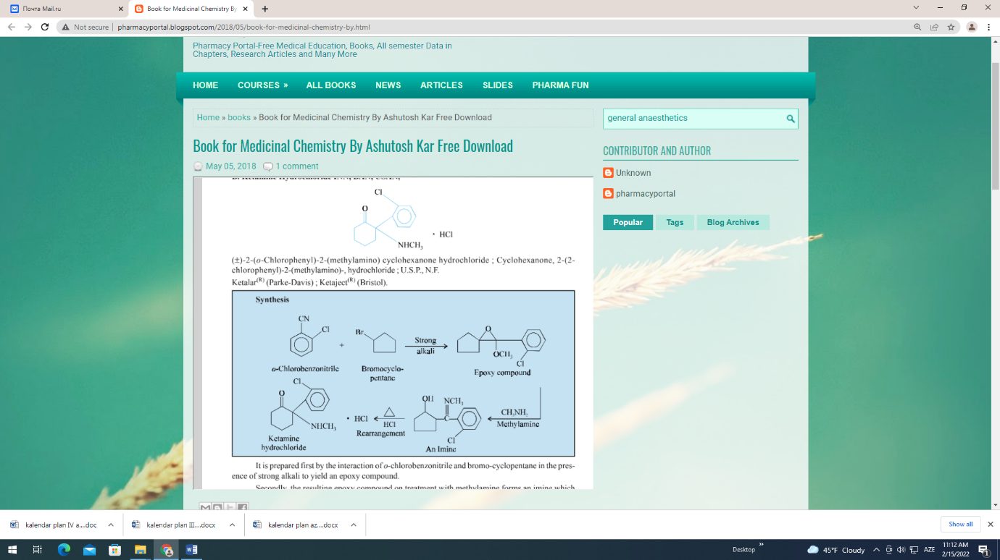 Почта Mail.ru
Book for Medicinal Chemistry By
Not secure | pharmacyportal.blogspot.com/2018/05/book-for-medicinal-chemistry-by.html
Pharmacy Portal-Free Medical Education, Books, All semester Data in
Chapters, Research Articles and Many More
HOME COURSES » ALL BOOKS NEWS ARTICLES SLIDES PHARMA FUN
Home » books » Book for Medicinal Chemistry By Ashutosh Kar Free Download
general anaesthetics
Book for Medicinal Chemistry By Ashutosh Kar Free Download
May 05, 2018 1 comment
CONTRIBUTOR AND AUTHOR
Unknown
pharmacyportal
Popular Tags Blog Archives
Cl
O
• HCl
NHCH3
(±)-2-(o-Chlorophenyl)-2-(methylamino) cyclohexanone hydrochloride ; Cyclohexanone, 2-(2-
chlorophenyl)-2-(methylamino)-, hydrochloride ; U.S.P., N.F.
Ketalar(R) (Parke-Davis) ; Ketaject(R) (Bristol).
Synthesis
CN
Cl
+
Br
Strong
alkali
O
OCH3
Cl
o-Chlorobenzonitrile
Bromocyclo-
pentane
Epoxy compound
Cl
O
NHCH3
• HCl
HCl
Rearrangement
OH
NCH3
C
Cl
CH3NH2
Methylamine
Ketamine
hydrochloride
An Imine
It is prepared first by the interaction of o-chlorobenzonitrile and bromo-cyclopentane in the pres-
ence of strong alkali to yield an epoxy compound.
Secondly, the resulting epoxy compound on treatment with methylamine forms an imine which
kalendar plan IV a....doc
kalendar plan III....docx
kalendar plan az....docx
Show all
Desktop
45°F Cloudy
AZE
11:12 AM
2/15/2022
1